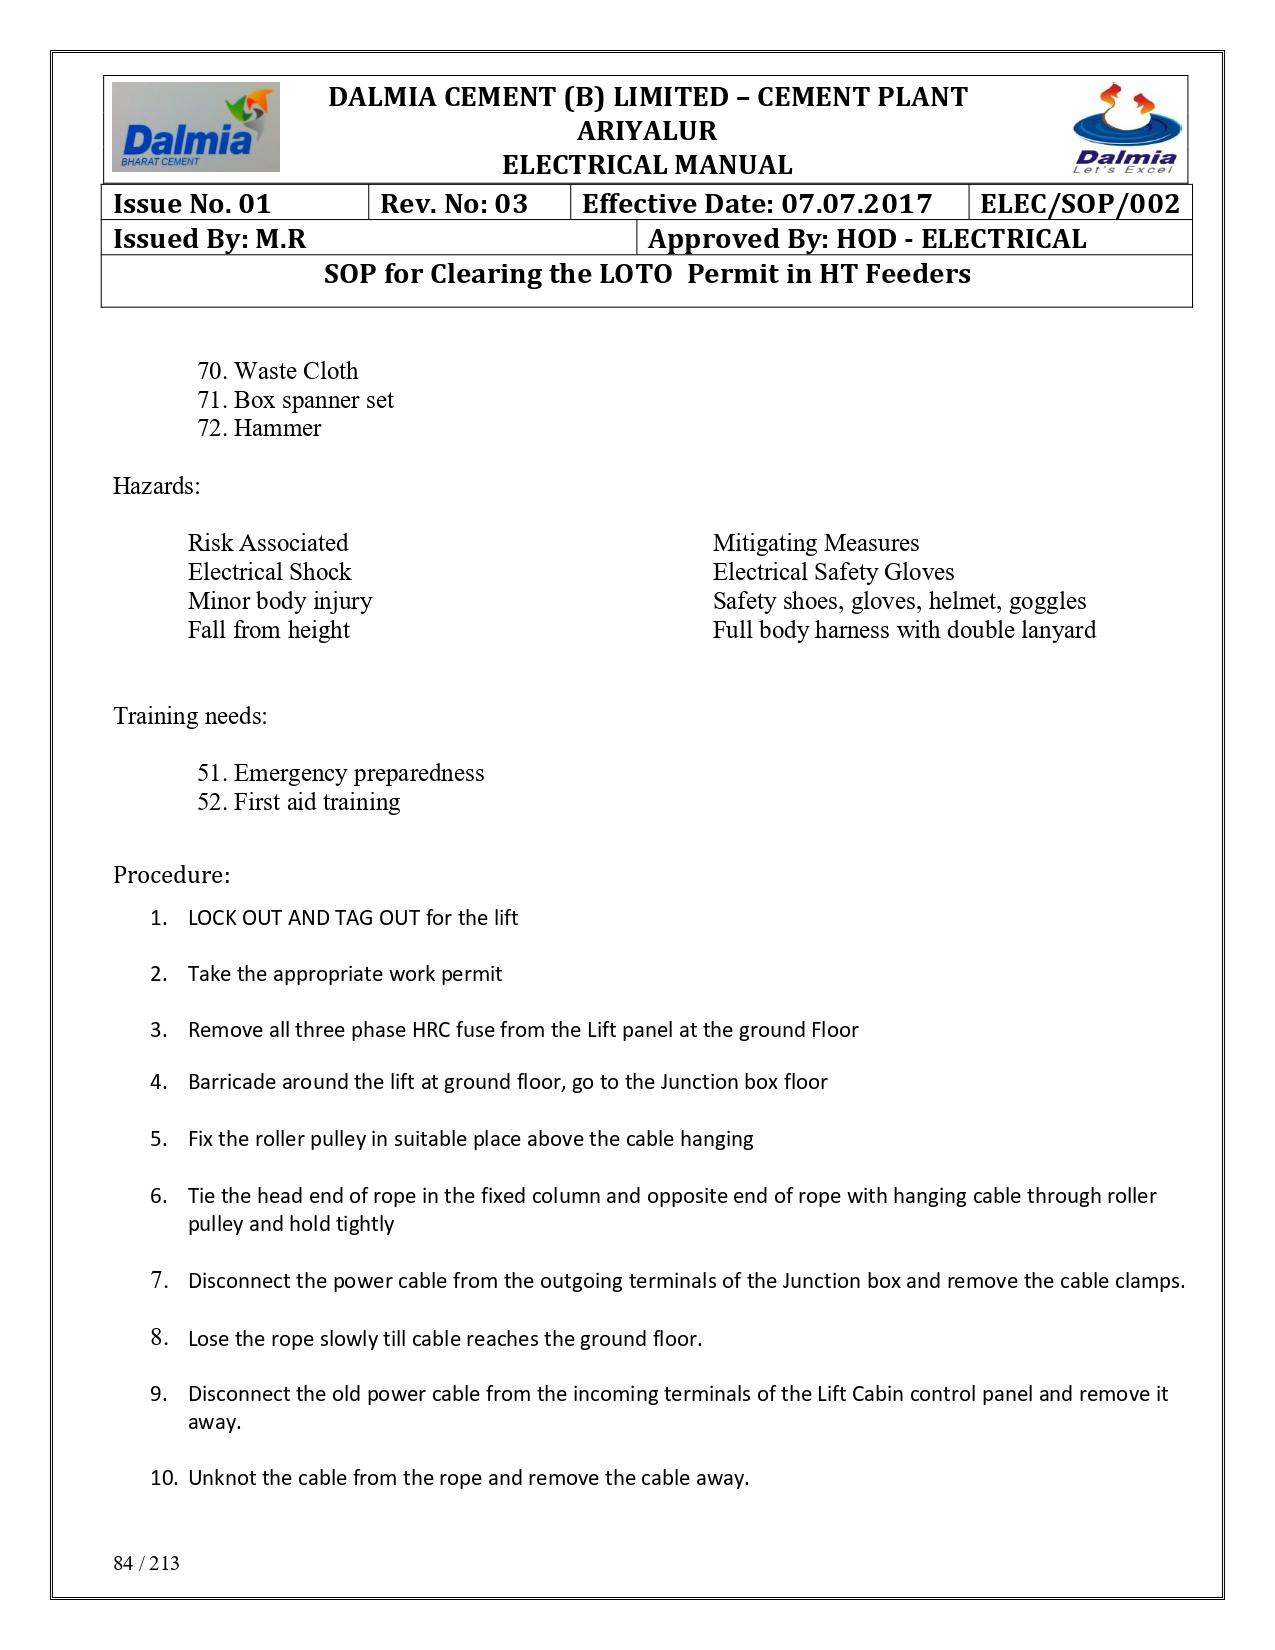 Dalmia
BHARAT CEMENT
DALMIA CEMENT (B) LIMITED – CEMENT PLANT
ARIYALUR
ELECTRICAL MANUAL
Dalmia
Let's Excel
Issue No. 01 Rev. No: 03 Effective Date: 07.07.2017 ELEC/SOP/002
Issued By: M.R Approved By: HOD - ELECTRICAL
SOP for Clearing the LOTO Permit in HT Feeders
70. Waste Cloth
71. Box spanner set
72. Hammer
Hazards:
Risk Associated Mitigating Measures
Electrical Shock Electrical Safety Gloves
Minor body injury Safety shoes, gloves, helmet, goggles
Fall from height Full body harness with double lanyard
Training needs:
51. Emergency preparedness
52. First aid training
Procedure:
1. LOCK OUT AND TAG OUT for the lift
2. Take the appropriate work permit
3. Remove all three phase HRC fuse from the Lift panel at the ground Floor
4. Barricade around the lift at ground floor, go to the Junction box floor
5. Fix the roller pulley in suitable place above the cable hanging
6. Tie the head end of rope in the fixed column and opposite end of rope with hanging cable through roller
pulley and hold tightly
7. Disconnect the power cable from the outgoing terminals of the Junction box and remove the cable clamps.
8. Lose the rope slowly till cable reaches the ground floor.
9. Disconnect the old power cable from the incoming terminals of the Lift Cabin control panel and remove it
away.
10. Unknot the cable from the rope and remove the cable away.
84 / 213